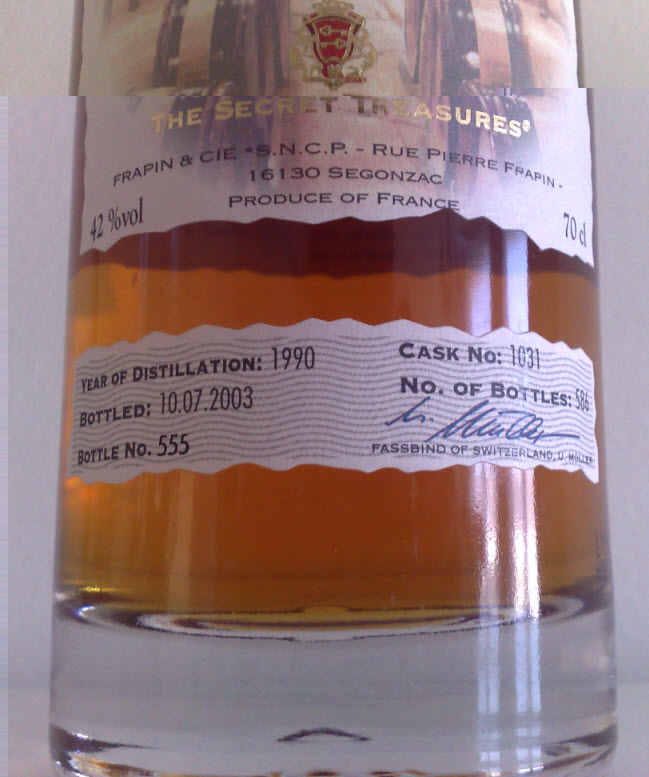 THE SECRET TREASURES®
FRAPIN & CIE *S.N.C.P. - RUE PIERRE FRAPIN -
16130 SEGONZAC
PRODUCE OF FRANCE
42 %vol
70 cl
YEAR OF DISTILLATION: 1990
BOTTLED: 10.07.2003
BOTTLE NO. 555
CASK NO: 1031
NO. OF BOTTLES: 586
FASSBIND OF SWITZERLAND, U. MÜLLER